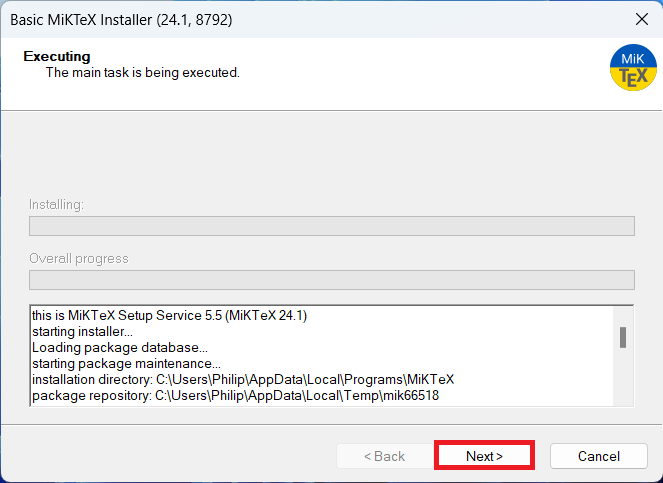 Basic MiKTeX Installer (24.1, 8792)
Executing
The main task is being executed.
MiK
TEX
Installing:
Overall progress
this is MiKTeX Setup Service 5.5 (MiKTeX 24.1)
starting installer...
Loading package database...
starting package maintenance...
installation directory: C:\Users\Philip\AppData\Local\Programs\MiKTeX
package repository: C:\Users\Philip\AppData\Local\Temp\mik66518
< Back
Next >
Cancel